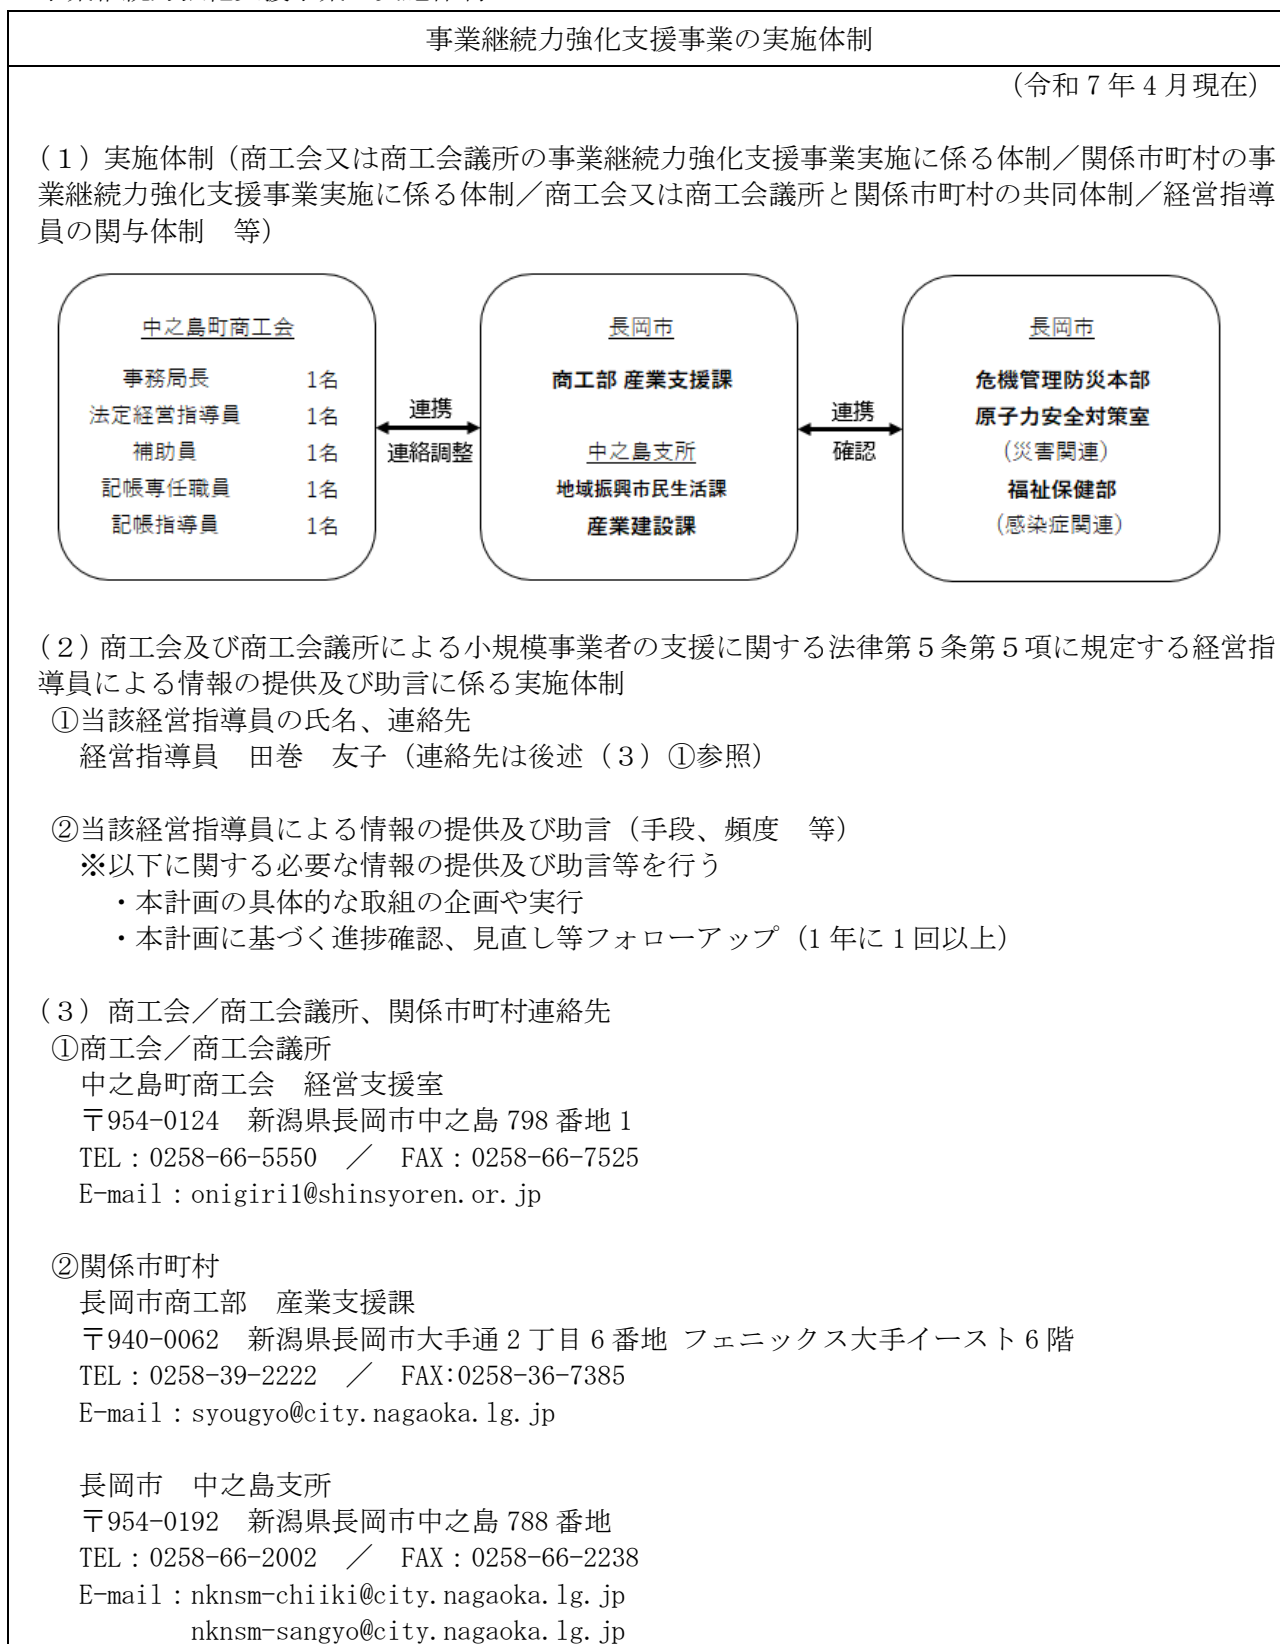 事業継続力強化支援事業の実施体制
（令和７年４月現在）
（１）実施体制（商工会又は商工会議所の事業継続力強化支援事業実施に係る体制／関係市町村の事
業継続力強化支援事業実施に係る体制／商工会又は商工会議所と関係市町村の共同体制／経営指導
員の関与体制　等）
中之島町商工会
事務局長 1名
法定経営指導員 1名
補助員 1名
記帳専任職員 1名
記帳指導員 1名
連携
連絡調整
長岡市
商工部 産業支援課
中之島支所
地域振興市民生活課
産業建設課
連携
確認
長岡市
危機管理防災本部
原子力安全対策室
（災害関連）
福祉保健部
（感染症関連）
（２）商工会及び商工会議所による小規模事業者の支援に関する法律第５条第５項に規定する経営指
導員による情報の提供及び助言に係る実施体制
①当該経営指導員の氏名、連絡先
経営指導員　田巻　友子（連絡先は後述（３）①参照）
②当該経営指導員による情報の提供及び助言（手段、頻度　等）
※以下に関する必要な情報の提供及び助言等を行う
・本計画の具体的な取組の企画や実行
・本計画に基づく進捗確認、見直し等フォローアップ（1 年に 1 回以上）
（３）商工会／商工会議所、関係市町村連絡先
①商工会／商工会議所
中之島町商工会　経営支援室
〒954-0124　新潟県長岡市中之島 798 番地 1
TEL：0258-66-5550　／　FAX：0258-66-7525
E-mail：onigiri1@shinsyoren.or.jp
②関係市町村
長岡市商工部　産業支援課
〒940-0062　新潟県長岡市大手通 2 丁目 6 番地 フェニックス大手イースト 6 階
TEL：0258-39-2222　／　FAX:0258-36-7385
E-mail：syougyo@city.nagaoka.lg.jp
長岡市　中之島支所
〒954-0192　新潟県長岡市中之島 788 番地
TEL：0258-66-2002　／　FAX：0258-66-2238
E-mail：nknsm-chiiki@city.nagaoka.lg.jp
nknsm-sangyo@city.nagaoka.lg.jp